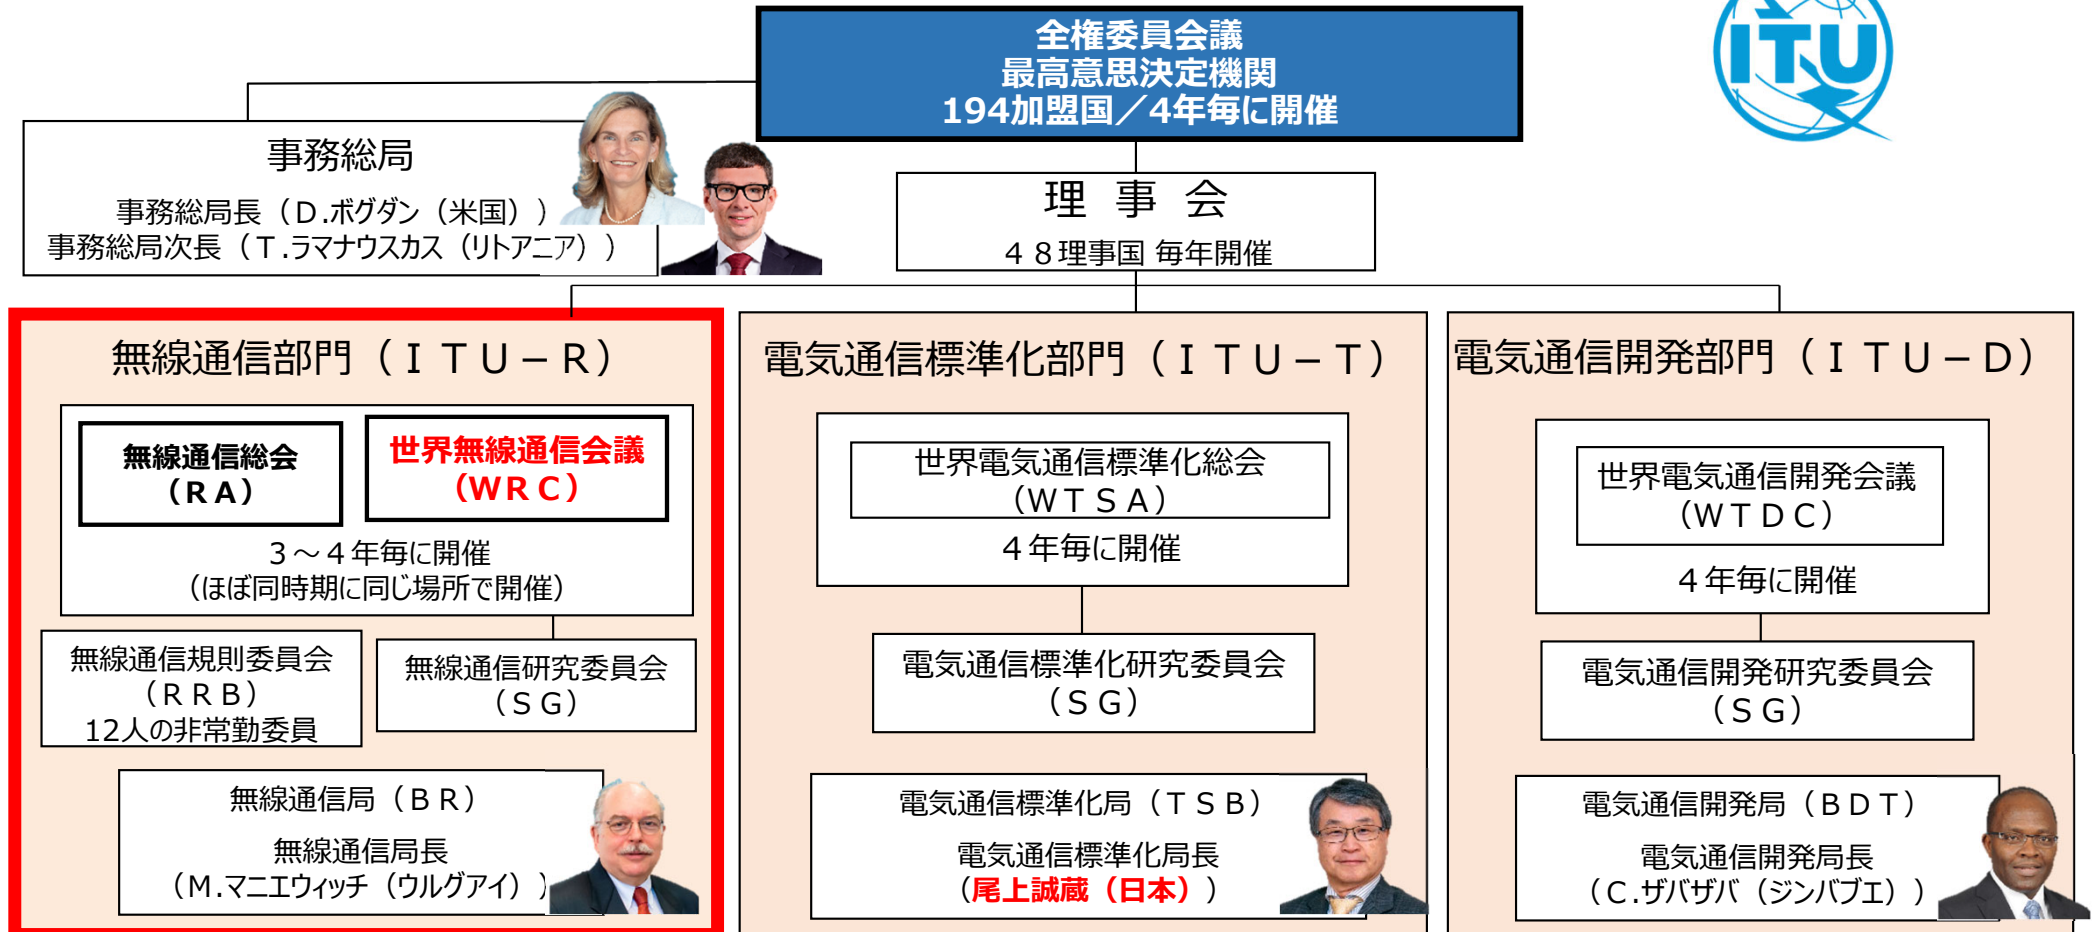 全権委員会議
最高意思決定機関
194加盟国／4年毎に開催
ITU
事務総局
事務総局長（Ｄ.ボグダン（米国））
事務総局次長（Ｔ.ラマナウスカス（リトアニア））
理 事 会
４８理事国 毎年開催
無線通信部門（ＩＴＵ－Ｒ）
無線通信総会
（ＲＡ）
世界無線通信会議
（WRＣ）
３～４年毎に開催
（ほぼ同時期に同じ場所で開催）
無線通信規則委員会
（ＲＲＢ）
12人の非常勤委員
無線通信研究委員会
（ＳＧ）
無線通信局（ＢＲ）
無線通信局長
（Ｍ.マニエウィッチ（ウルグアイ））
電気通信標準化部門（ＩＴＵ－Ｔ）
世界電気通信標準化総会
（WＴＳＡ）
４年毎に開催
電気通信標準化研究委員会
（ＳＧ）
電気通信標準化局（ＴＳＢ）
電気通信標準化局長
（尾上誠蔵（日本））
電気通信開発部門（ＩＴＵ－Ｄ）
世界電気通信開発会議
（WＴＤＣ）
４年毎に開催
電気通信開発研究委員会
（ＳＧ）
電気通信開発局（ＢＤＴ）
電気通信開発局長
（Ｃ.ザバザバ（ジンバブエ））